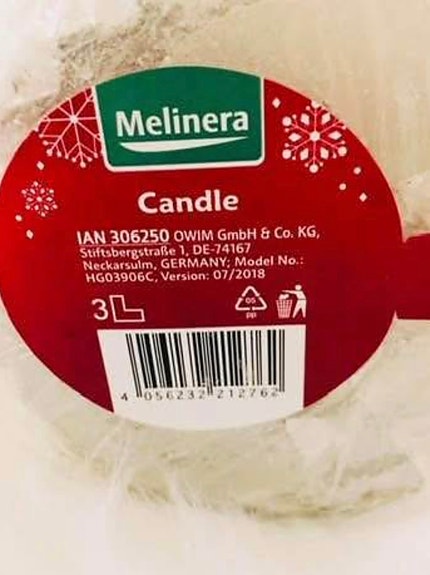 Melinera
Candle
IAN 306250 OWIM GmbH & Co. KG,
Stiftsbergstraße 1, DE-74167
Neckarsulm, GERMANY; Model No.:
HG03906C, Version: 07/2018
3L
05
PP
4 056232 212762